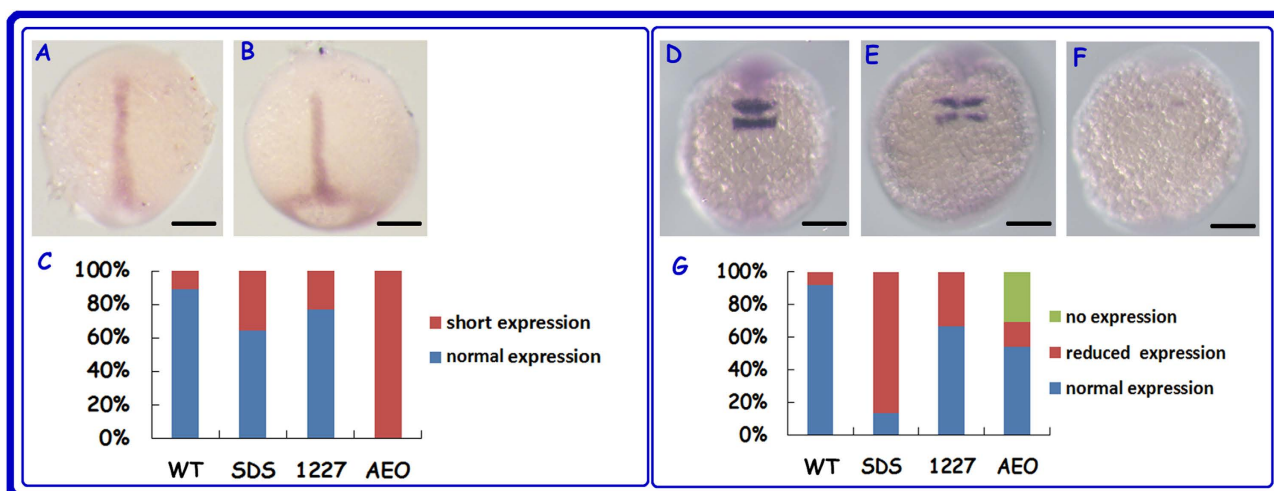 A
B
C
100%
80%
60%
40%
20%
0%
WT SDS 1227 AEO
short expression
normal expression
D
E
F
G
100%
80%
60%
40%
20%
0%
WT SDS 1227 AEO
no expression
reduced expression
normal expression